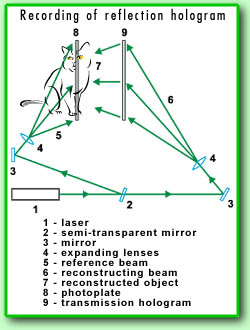 Recording of reflection hologram
8 9
7
6
4 5 4
3
1 2 3
1 - laser
2 - semi-transparent mirror
3 - mirror
4 - expanding lenses
5 - reference beam
6 - reconstructing beam
7 - reconstructed object
8 - photoplate
9 - transmission hologram